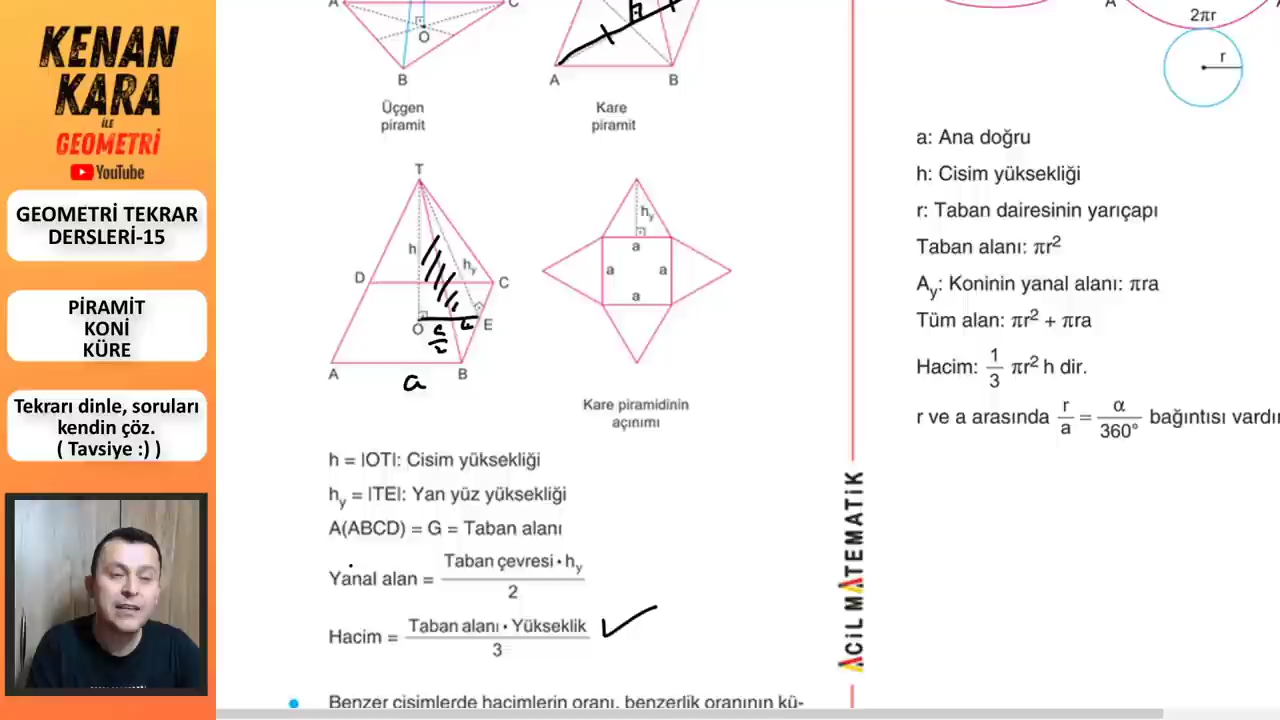 KENAN
KARA
İLE
GEOMETRİ
YouTube
GEOMETRİ TEKRAR
DERSLERİ-15
PİRAMİT
KONİ
KÜRE
Tekrarı dinle, soruları
kendin çöz.
( Tavsiye :) )
A
C
O
B
Üçgen
piramit
A
B
Kare
piramit
T
h
h_y
D
C
O
E
a/2
A
B
a
h_y
a
a
a
a
Kare piramidinin
açınımı
h = |OT|: Cisim yüksekliği
h_y = |TE|: Yan yüz yüksekliği
A(ABCD) = G = Taban alanı
Yanal alan = Taban çevresi · h_y / 2
Hacim = Taban alanı · Yükseklik / 3
Benzer cisimlerde hacimlerin oranı, benzerlik oranının kü-
ACİL MATEMATİK
A
2πr
r
a: Ana doğru
h: Cisim yüksekliği
r: Taban dairesinin yarıçapı
Taban alanı: πr²
A_y: Koninin yanal alanı: πra
Tüm alan: πr² + πra
Hacim: 1/3 πr² h dir.
r ve a arasında r/a = α/360° bağıntısı vardı